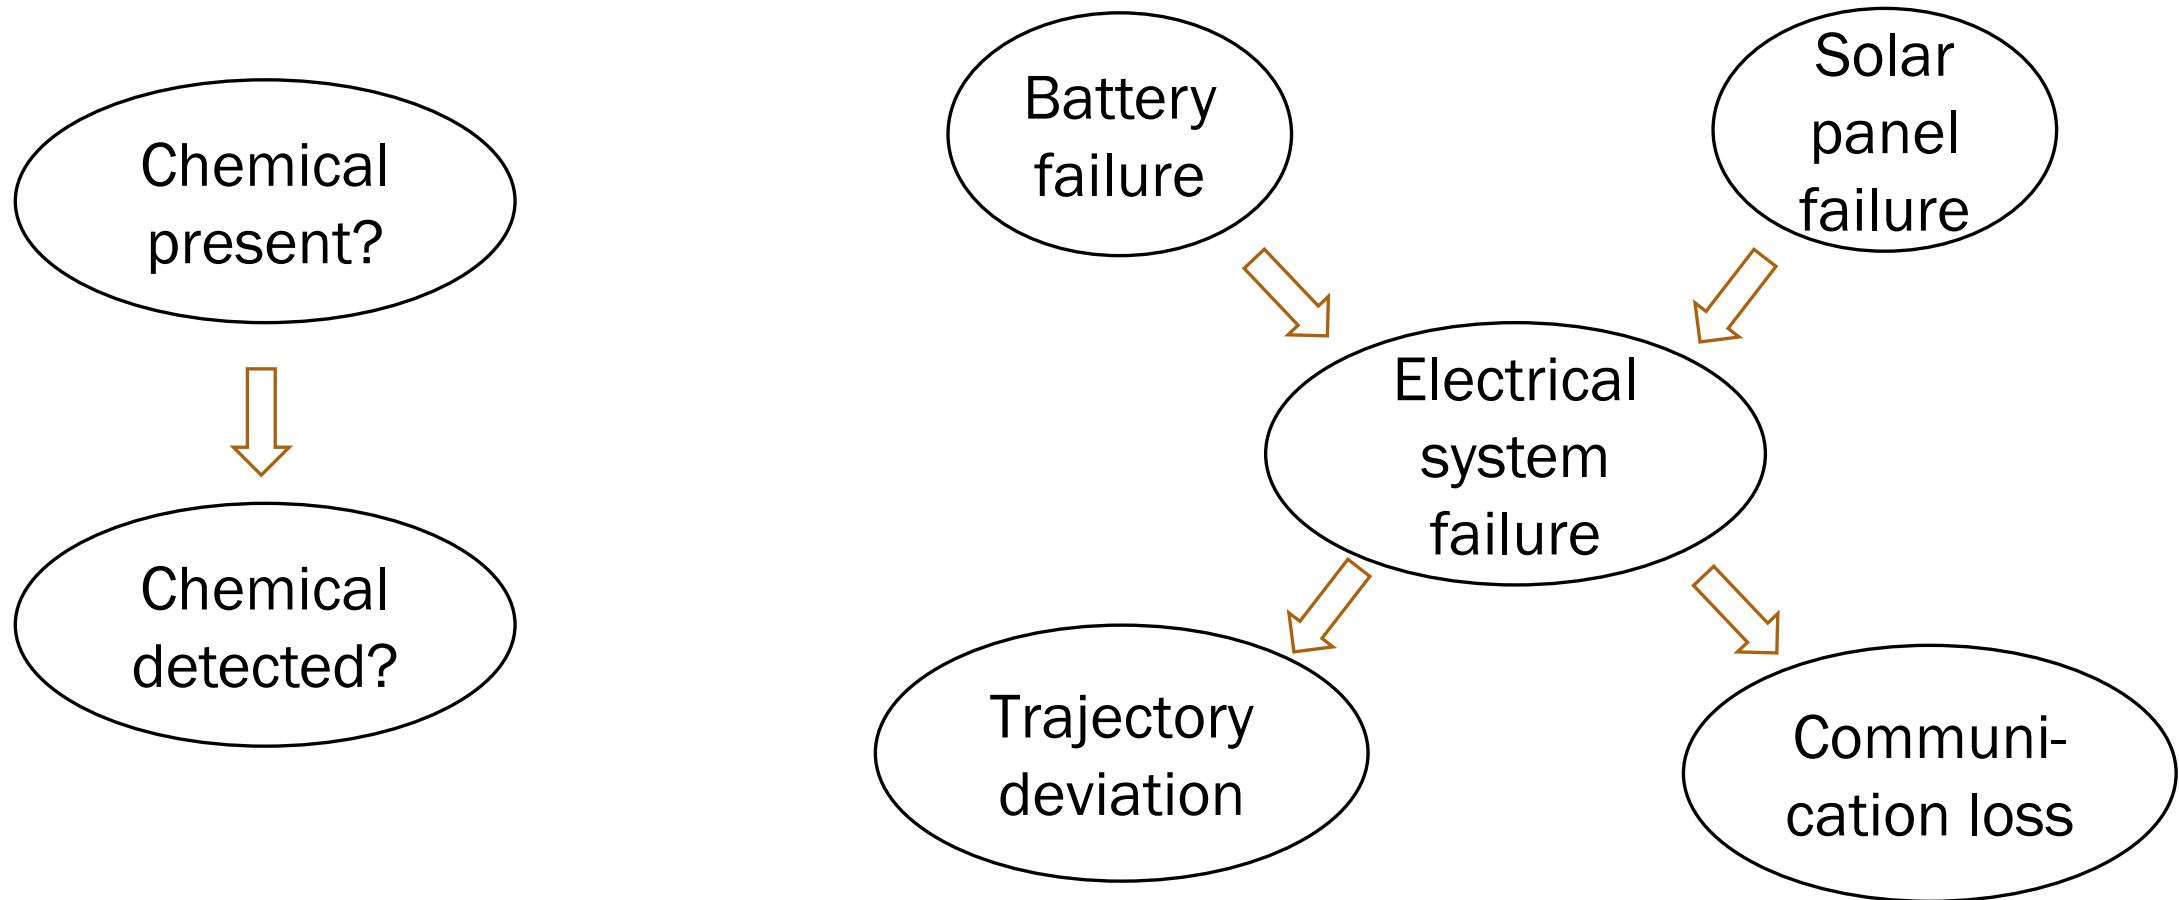 Chemical
present?
Chemical
detected?
Battery
failure
Solar
panel
failure
Electrical
system
failure
Trajectory
deviation
Communi-
cation loss